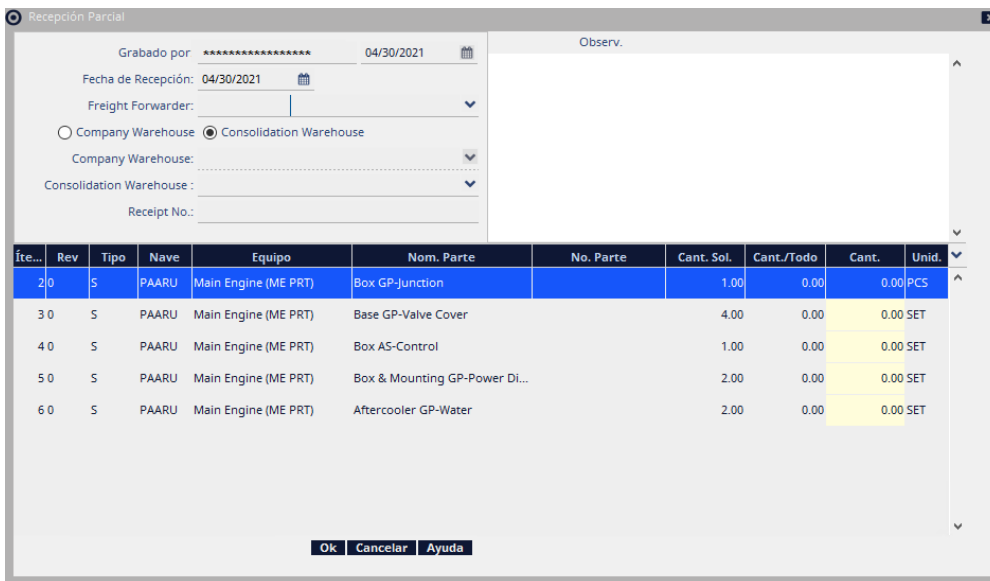 Recepción Parcial
Grabado por ***************** 04/30/2021
Observ.
Fecha de Recepción: 04/30/2021
Freight Forwarder:
Company Warehouse Consolidation Warehouse
Company Warehouse:
Consolidation Warehouse :
Receipt No.:
Íte... Rev Tipo Nave Equipo Nom. Parte No. Parte Cant. Sol. Cant./Todo Cant. Unid.
2 0 S PAARU Main Engine (ME PRT) Box GP-Junction 1.00 0.00 0.00 PCS
3 0 S PAARU Main Engine (ME PRT) Base GP-Valve Cover 4.00 0.00 0.00 SET
4 0 S PAARU Main Engine (ME PRT) Box AS-Control 1.00 0.00 0.00 SET
5 0 S PAARU Main Engine (ME PRT) Box & Mounting GP-Power Di... 2.00 0.00 0.00 SET
6 0 S PAARU Main Engine (ME PRT) Aftercooler GP-Water 2.00 0.00 0.00 SET
Ok Cancelar Ayuda